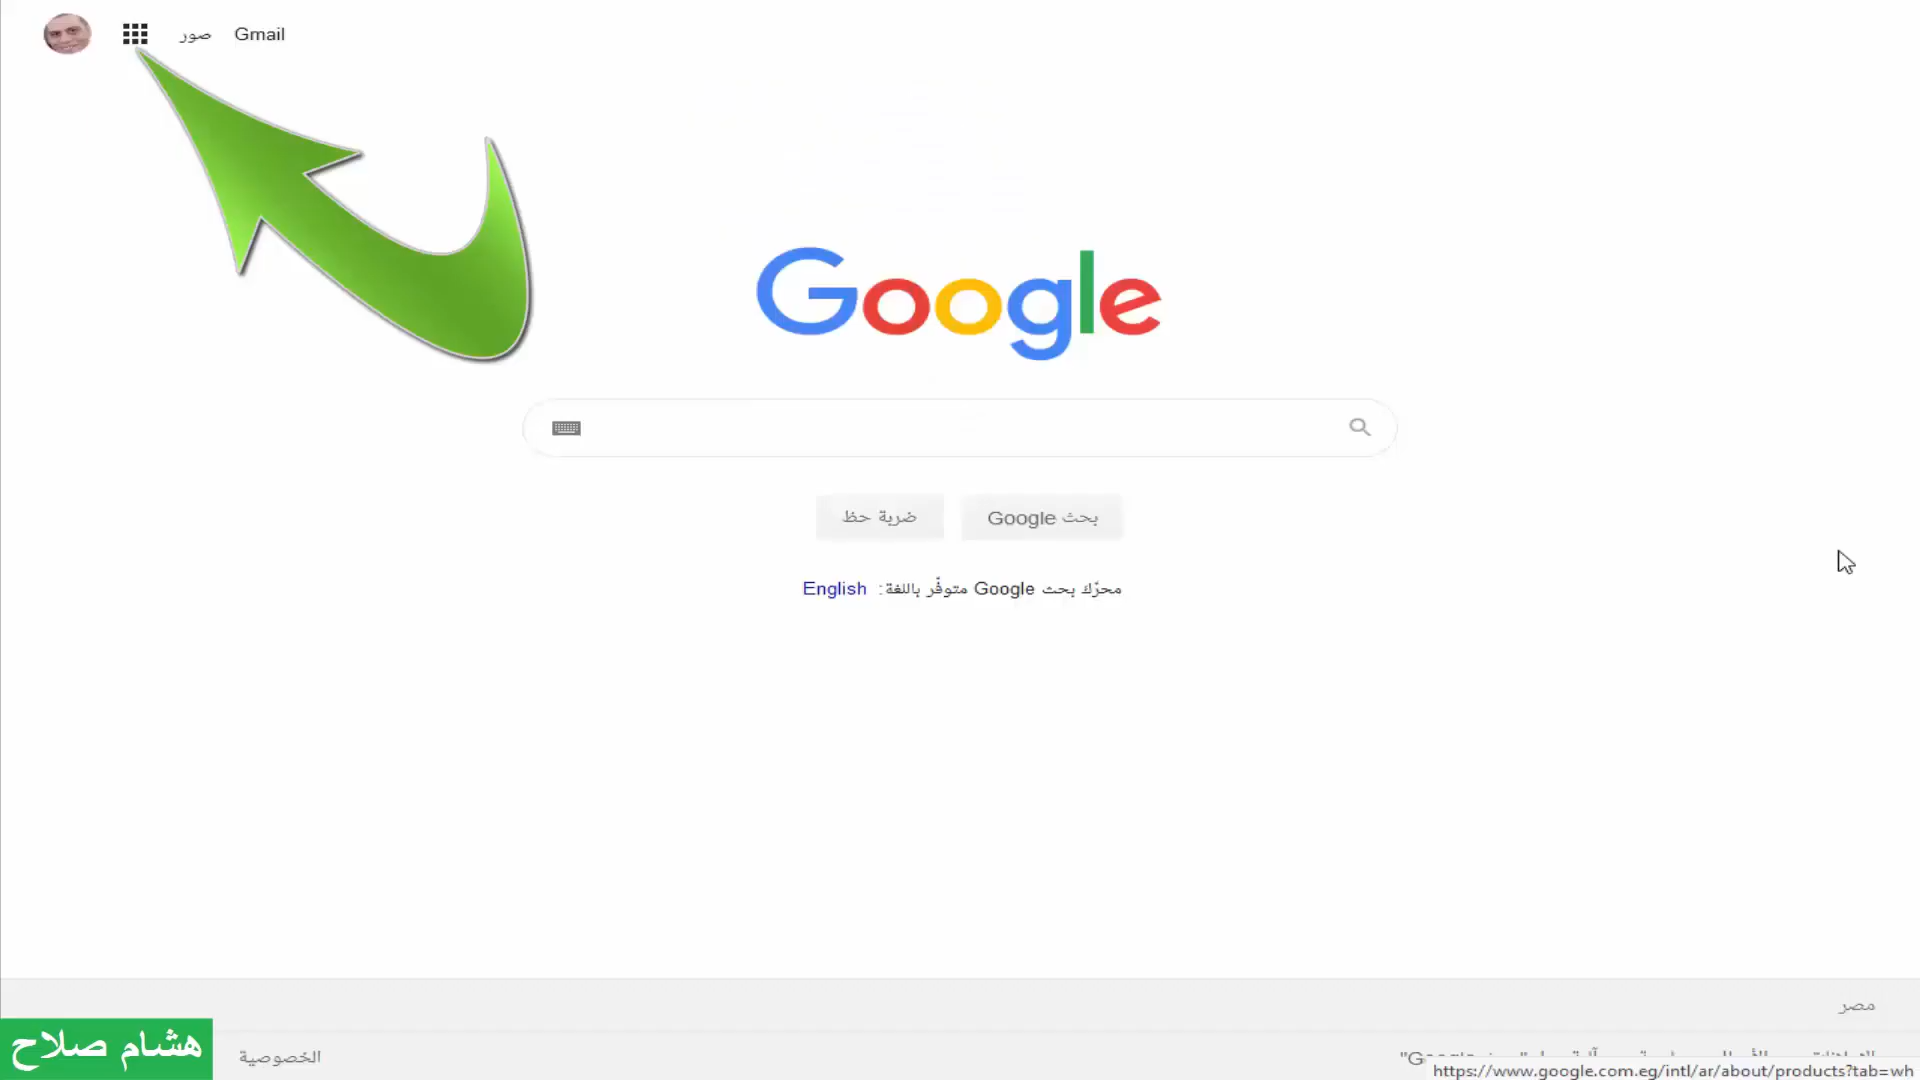 صور Gmail
Google
بحث Google
ضربة حظ
محرّك بحث Google متوفّر باللغة: English
مصر
الخصوصية
هشام صلاح
https://www.google.com.eg/intl/ar/about/products?tab=wh